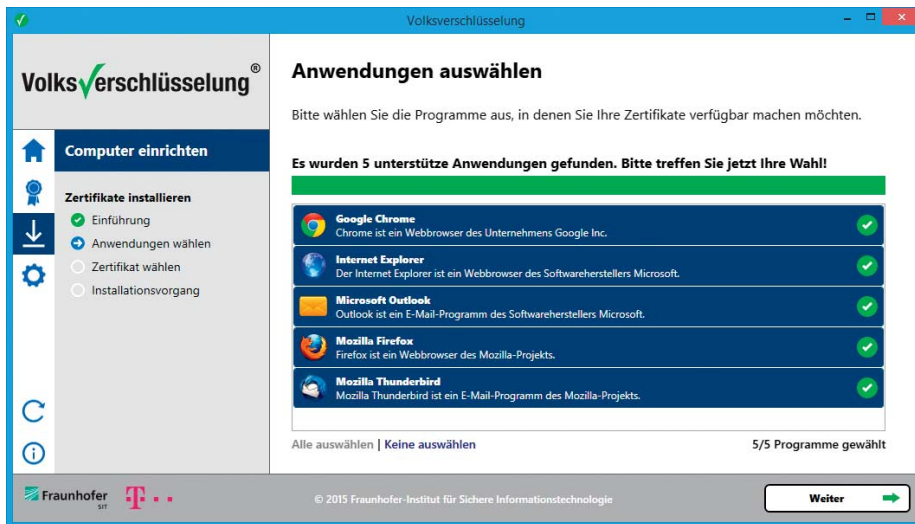 Volksverschlüsselung
Volksverschlüsselung®
Computer einrichten
Zertifikate installieren
Einführung
Anwendungen wählen
Zertifikat wählen
Installationsvorgang
Anwendungen auswählen
Bitte wählen Sie die Programme aus, in denen Sie Ihre Zertifikate verfügbar machen möchten.
Es wurden 5 unterstütze Anwendungen gefunden. Bitte treffen Sie jetzt Ihre Wahl!
Google Chrome
Chrome ist ein Webbrowser des Unternehmens Google Inc.
Internet Explorer
Der Internet Explorer ist ein Webbrowser des Softwareherstellers Microsoft.
Microsoft Outlook
Outlook ist ein E-Mail-Programm des Softwareherstellers Microsoft.
Mozilla Firefox
Firefox ist ein Webbrowser des Mozilla-Projekts.
Mozilla Thunderbird
Mozilla Thunderbird ist ein E-Mail-Programm des Mozilla-Projekts.
Alle auswählen | Keine auswählen
5/5 Programme gewählt
Fraunhofer
SIT
T
© 2015 Fraunhofer-Institut für Sichere Informationstechnologie
Weiter